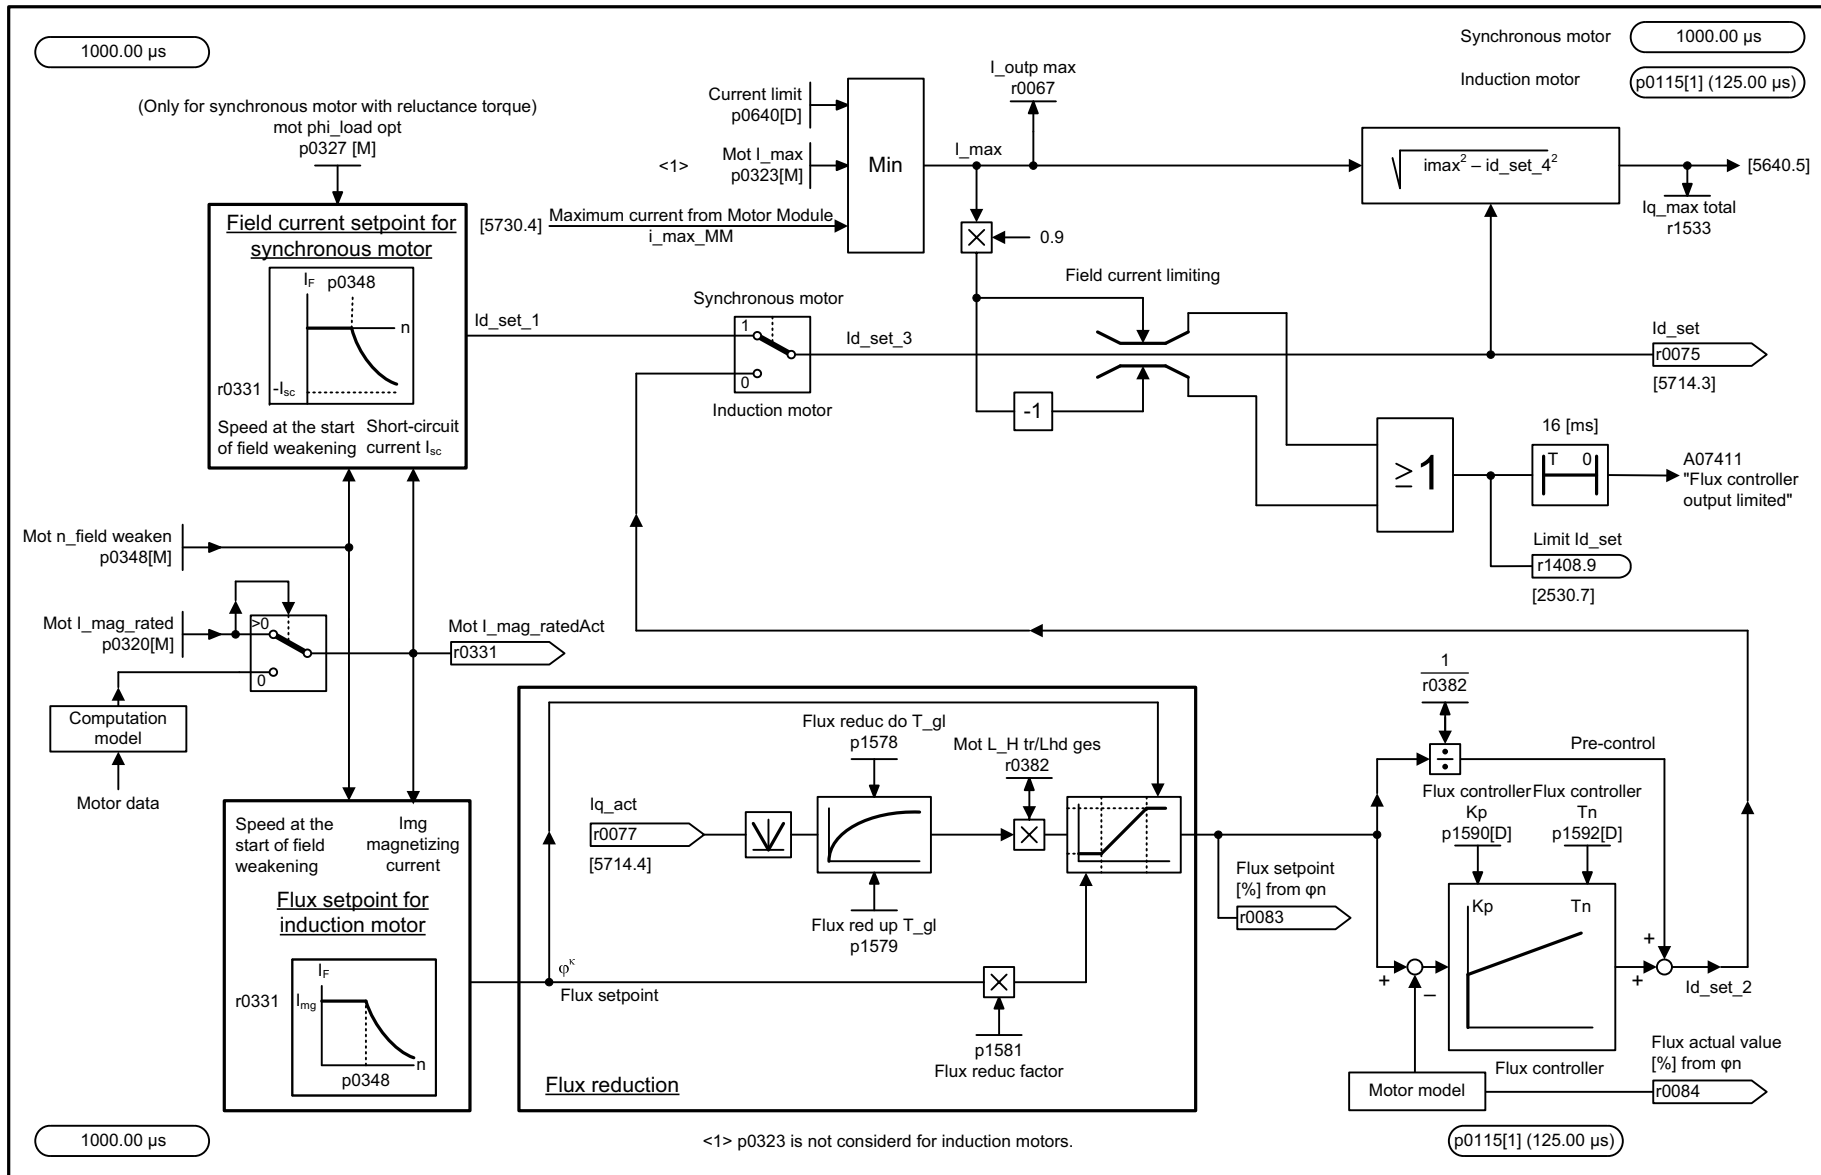 1000.00 µs
Synchronous motor
1000.00 µs
Induction motor
p0115[1] (125.00 µs)
(Only for synchronous motor with reluctance torque)
mot phi_load opt
p0327 [M]
Current limit
p0640[D]
<1>
Mot I_max
p0323[M]
[5730.4]
Maximum current from Motor Module
i_max_MM
Min
I_max
I_outp max
r0067
0.9
imax² – id_set_4²
[5640.5]
Iq_max total
r1533
Field current setpoint for
synchronous motor
I_F p0348
n
r0331
-I_sc
Speed at the start
of field weakening
Short-circuit
current I_sc
Id_set_1
Synchronous motor
1
0
Induction motor
Id_set_3
Field current limiting
-1
Id_set
r0075
[5714.3]
≥1
16 [ms]
T 0
A07411
"Flux controller
output limited"
Limit Id_set
r1408.9
[2530.7]
Mot n_field weaken
p0348[M]
Mot I_mag_rated
p0320[M]
>0
0
Mot I_mag_ratedAct
r0331
Computation
model
Motor data
Speed at the
start of field
weakening
Img
magnetizing
current
Flux setpoint for
induction motor
I_F
r0331
I_mg
n
p0348
Flux reduc do T_gl
p1578
Mot L_H tr/Lhd ges
r0382
Iq_act
r0077
[5714.4]
Flux red up T_gl
p1579
φ^κ
Flux setpoint
p1581
Flux reduc factor
Flux reduction
Flux setpoint
[%] from φn
r0083
1
r0382
÷
Pre-control
Flux controller
Kp
p1590[D]
Flux controller
Tn
p1592[D]
Kp Tn
+
–
+
+
Id_set_2
Flux controller
Motor model
Flux actual value
[%] from φn
r0084
1000.00 µs
<1> p0323 is not considerd for induction motors.
p0115[1] (125.00 µs)